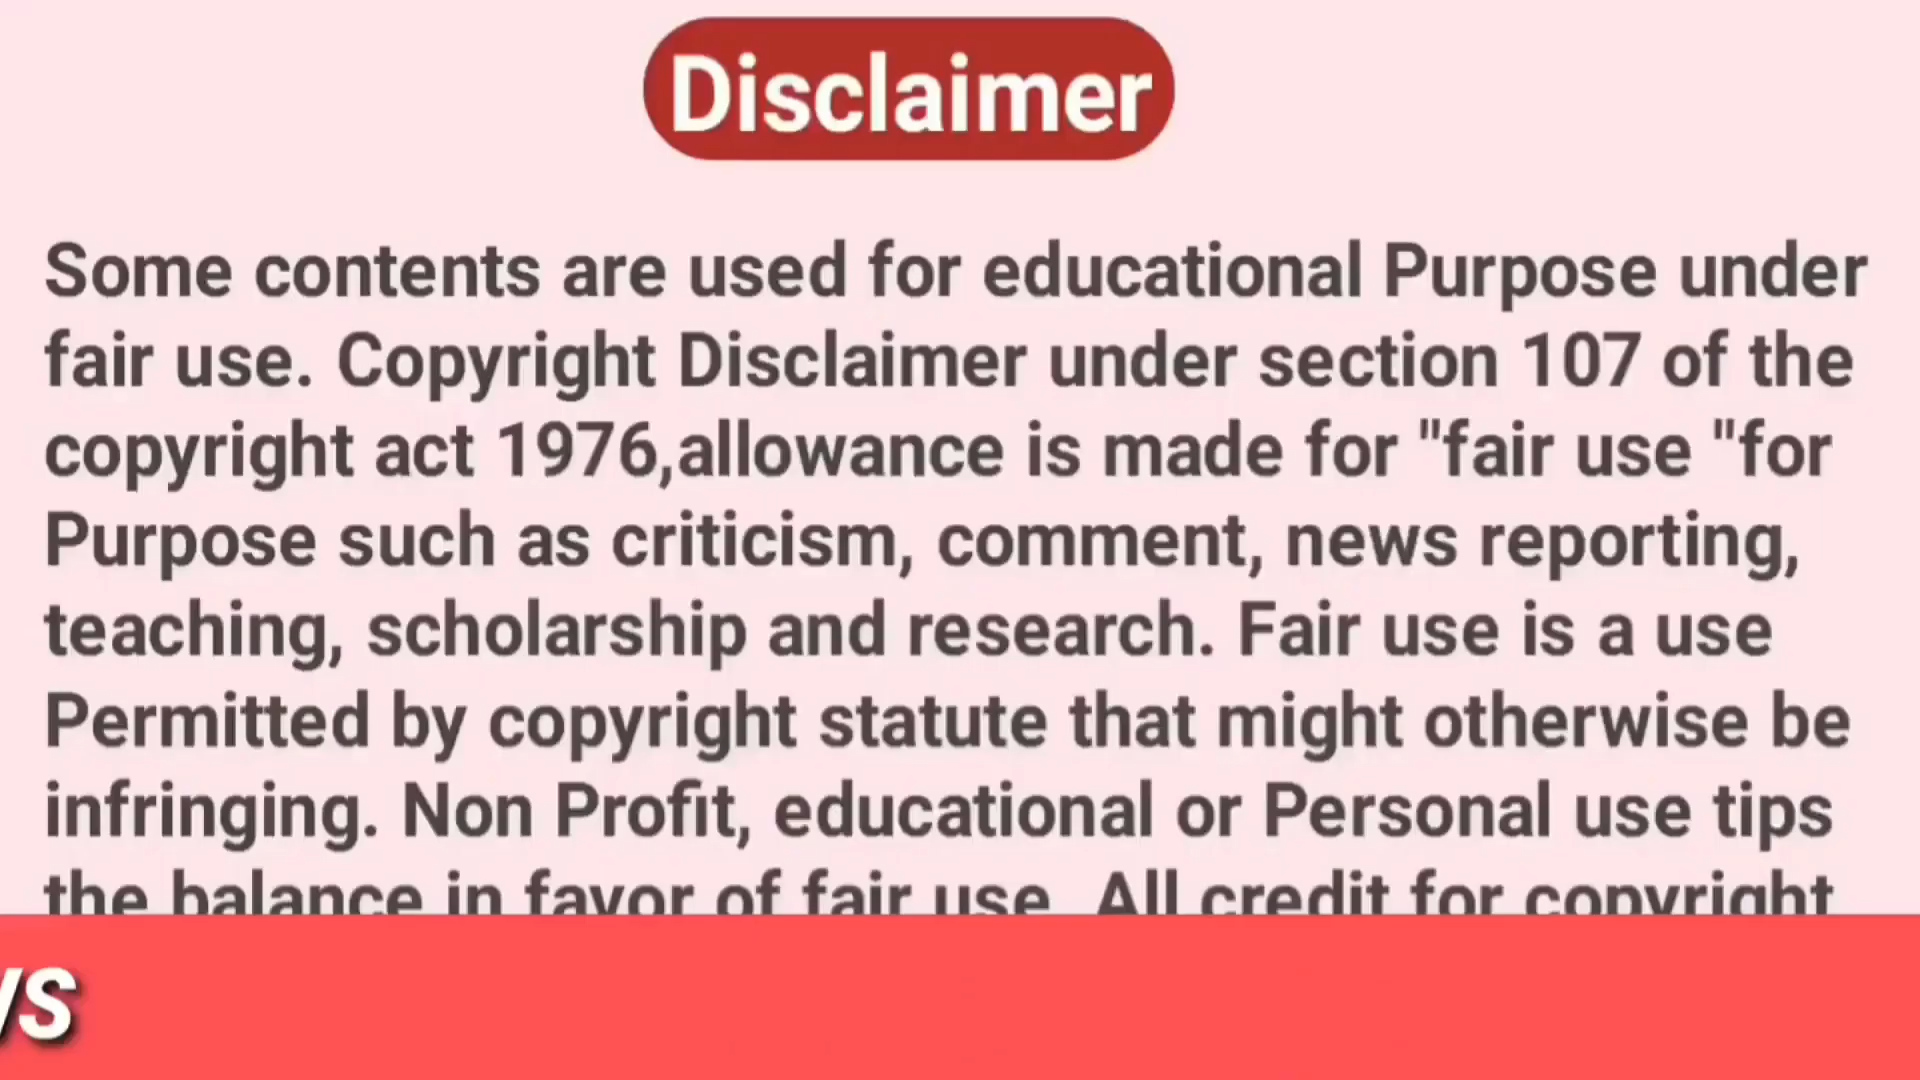 Disclaimer
Some contents are used for educational Purpose under
fair use. Copyright Disclaimer under section 107 of the
copyright act 1976,allowance is made for "fair use "for
Purpose such as criticism, comment, news reporting,
teaching, scholarship and research. Fair use is a use
Permitted by copyright statute that might otherwise be
infringing. Non Profit, educational or Personal use tips
the balance in favor of fair use. All credit for copyright